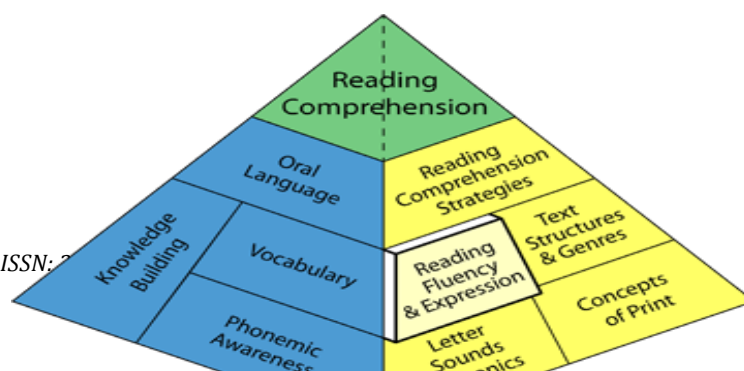 Reading
Comprehension
Oral
Language
Reading
Comprehension
Strategies
Knowledge
Building
Vocabulary
Reading
Fluency
& Expression
Text
Structures
& Genres
Phonemic
Awareness
Letter
Sounds
Concepts
of Print
ISSN: